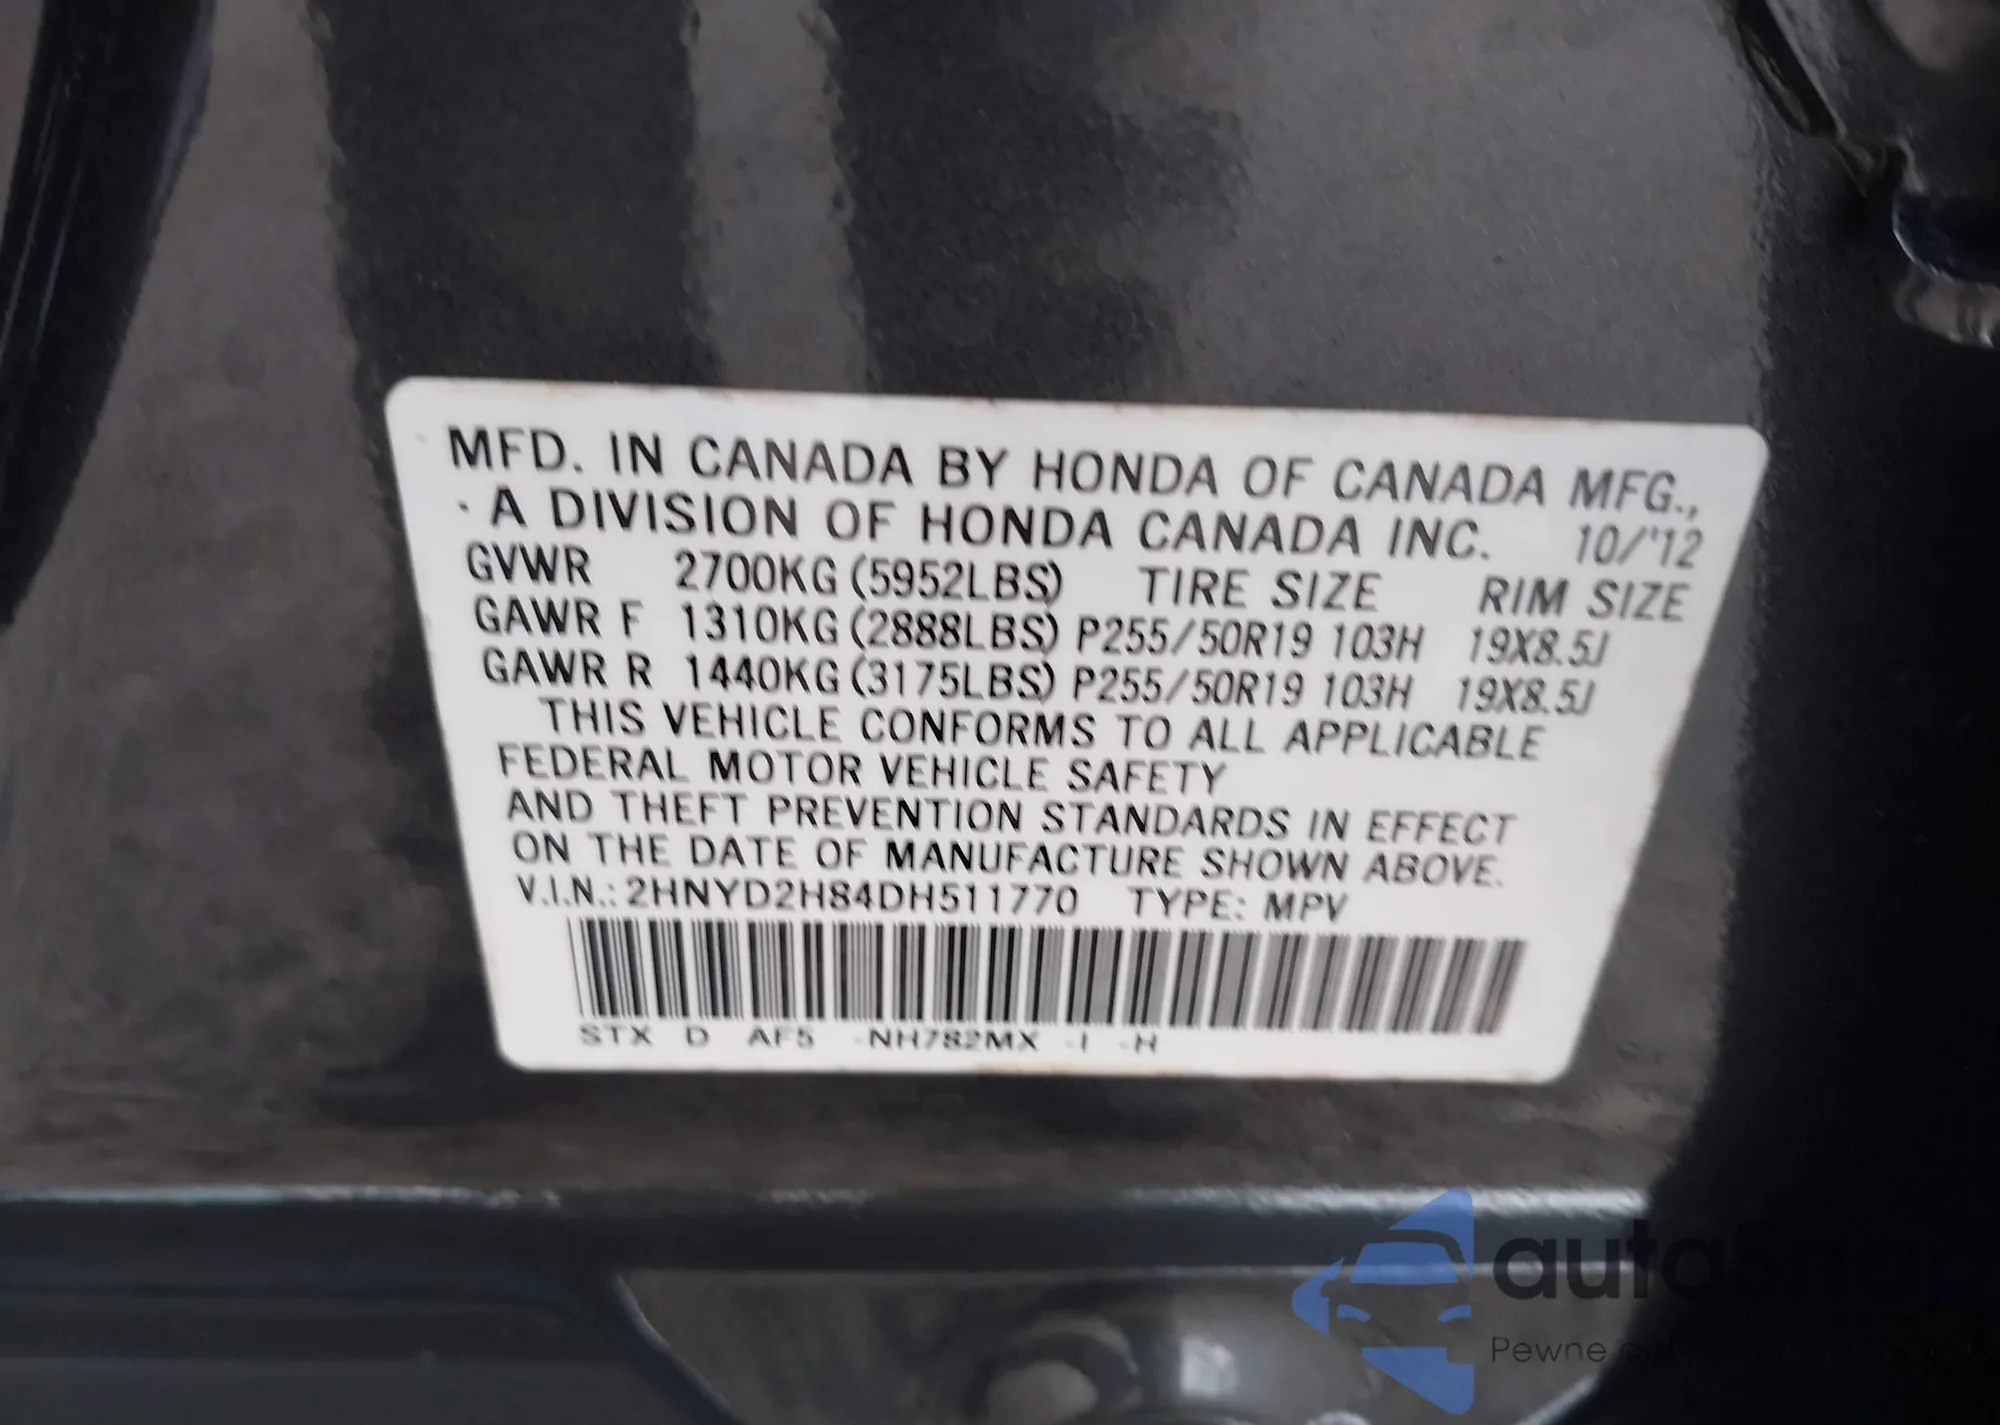 MFD. IN CANADA BY HONDA OF CANADA MFG.,
· A DIVISION OF HONDA CANADA INC. 10/'12
GVWR 2700KG (5952LBS) TIRE SIZE RIM SIZE
GAWR F 1310KG (2888LBS) P255/50R19 103H 19X8.5J
GAWR R 1440KG (3175LBS) P255/50R19 103H 19X8.5J
THIS VEHICLE CONFORMS TO ALL APPLICABLE
FEDERAL MOTOR VEHICLE SAFETY
AND THEFT PREVENTION STANDARDS IN EFFECT
ON THE DATE OF MANUFACTURE SHOWN ABOVE.
V.I.N.: 2HNYD2H84DH511770 TYPE: MPV
STX D AF5 -NH782MX -I -H
Pewne